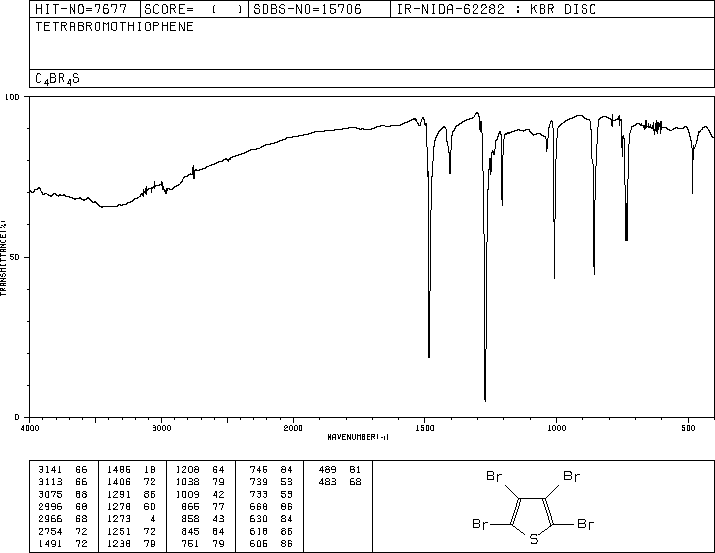 HIT-NO=7677 SCORE= ( ) SDBS-NO=15706 IR-NIDA-62282 : KBR DISC
TETRABROMOTHIOPHENE
C4BR4S
100
50
0
TRANSMITTANCE(%)
4000 3000 2000 1500 1000 500
WAVENUMBER(-1)
3141 66 1486 18 1208 64 746 84 489 81
3113 66 1406 72 1038 79 739 53 483 68
3075 68 1291 86 1009 42 733 53
2996 68 1278 60 866 77 668 86
2966 68 1273 4 858 43 630 84
2754 72 1251 72 845 84 618 86
1491 72 1238 79 751 79 606 86
Br Br
Br Br
S